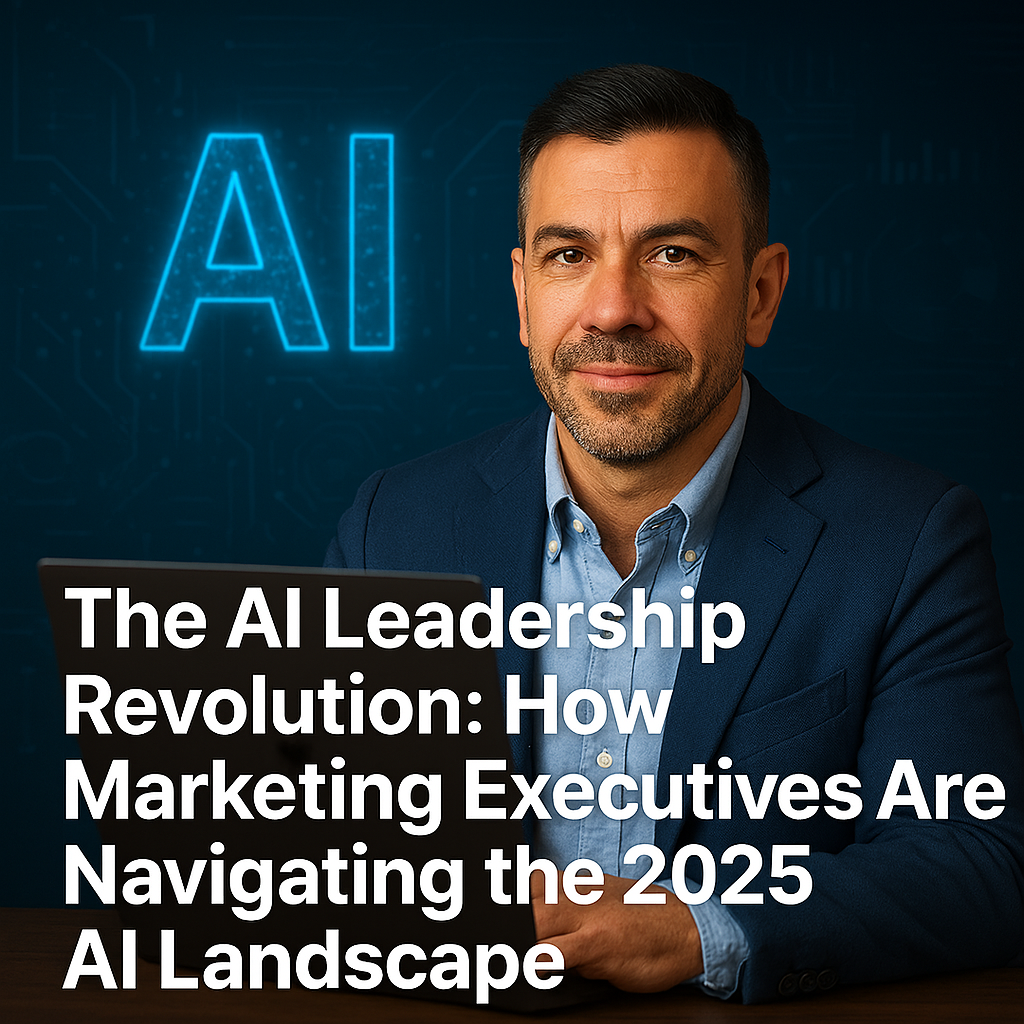 AI
The AI Leadership
Revolution: How
Marketing Executives Are
Navigating the 2025
AI Landscape